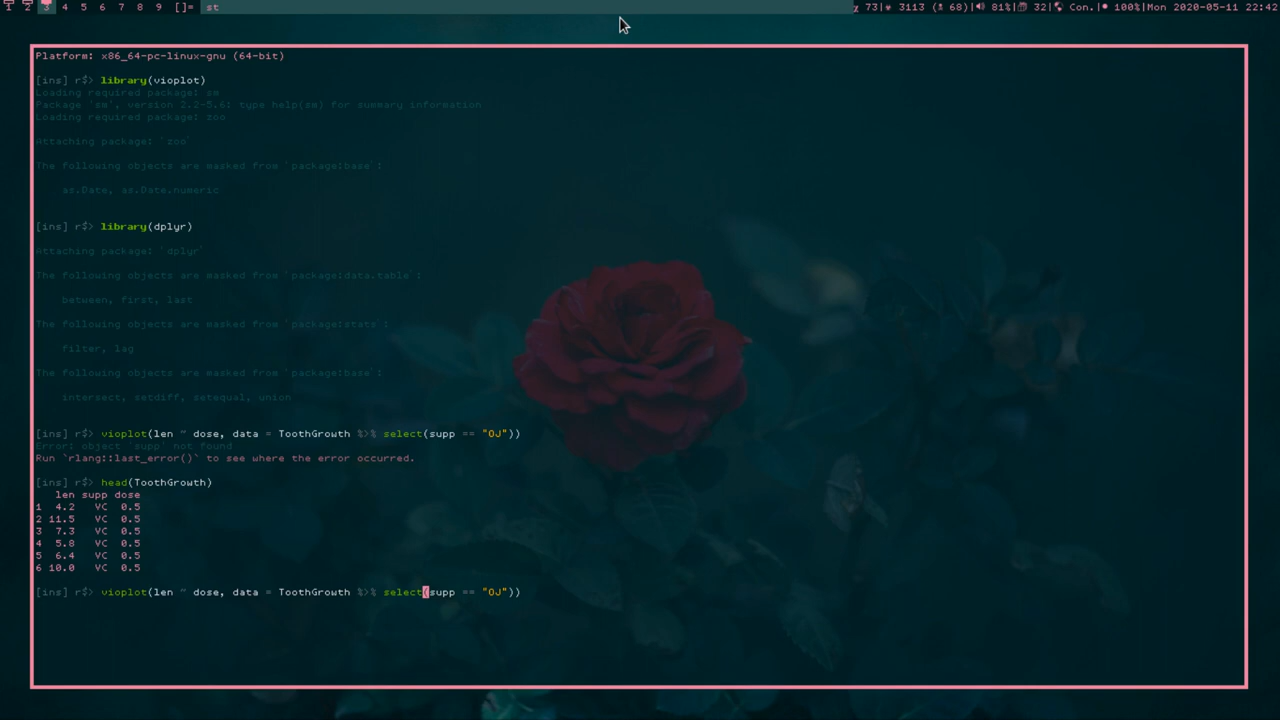 1 2 3 4 5 6 7 8 9 []= st 73| 3113 ( 68)| 81%| 32| Con.| 100%|Mon 2020-05-11 22:42
Platform: x86_64-pc-linux-gnu (64-bit)
[ins] r$> library(vioplot)
Loading required package: sm
Package 'sm', version 2.2-5.6: type help(sm) for summary information
Loading required package: zoo
Attaching package: 'zoo'
The following objects are masked from 'package:base':
as.Date, as.Date.numeric
[ins] r$> library(dplyr)
Attaching package: 'dplyr'
The following objects are masked from 'package:data.table':
between, first, last
The following objects are masked from 'package:stats':
filter, lag
The following objects are masked from 'package:base':
intersect, setdiff, setequal, union
[ins] r$> vioplot(len ~ dose, data = ToothGrowth %>% select(supp == "OJ"))
Error: object 'supp' not found
Run `rlang::last_error()` to see where the error occurred.
[ins] r$> head(ToothGrowth)
len supp dose
1 4.2 VC 0.5
2 11.5 VC 0.5
3 7.3 VC 0.5
4 5.8 VC 0.5
5 6.4 VC 0.5
6 10.0 VC 0.5
[ins] r$> vioplot(len ~ dose, data = ToothGrowth %>% select(supp == "OJ"))